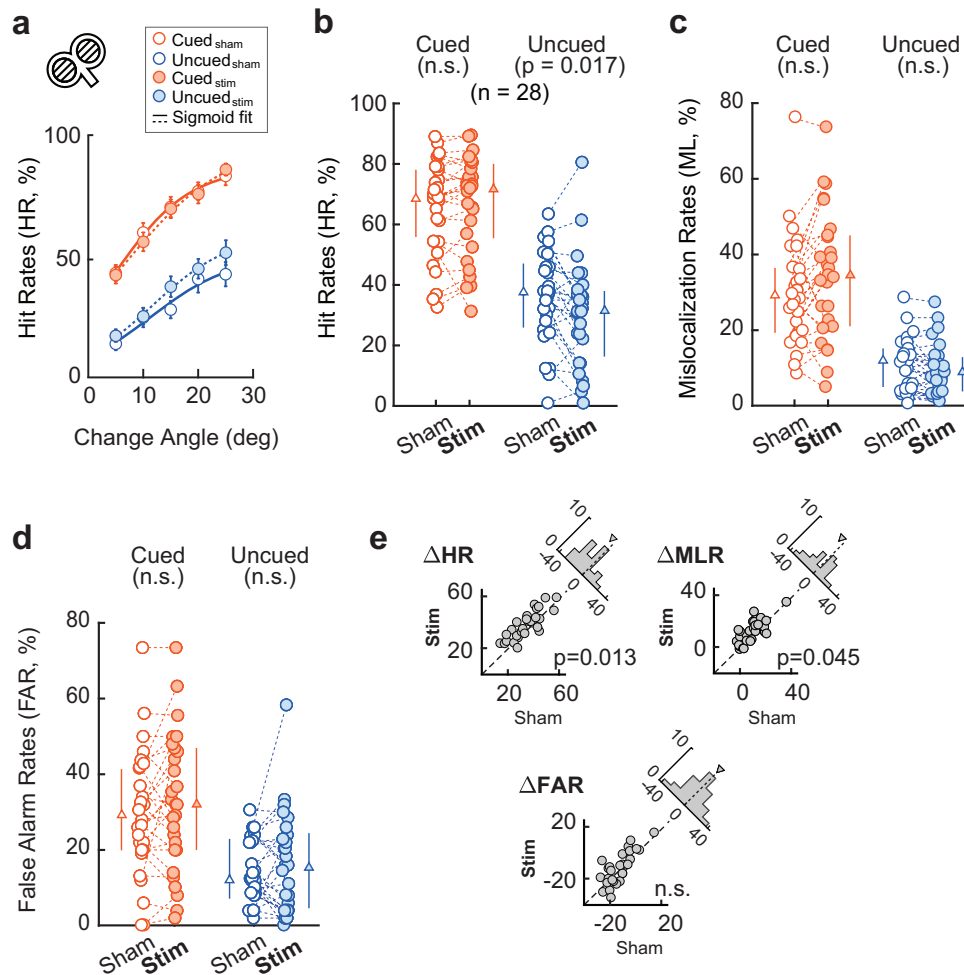 a
Cued sham
Uncued sham
Cued stim
Uncued stim
Sigmoid fit
Hit Rates (HR, %)
100
50
0
0
10
20
30
Change Angle (deg)
b
Cued
(n.s.)
Uncued
(p = 0.017)
(n = 28)
Hit Rates (HR, %)
100
80
60
40
20
0
Sham
Stim
Sham
Stim
c
Cued
(n.s.)
Uncued
(n.s.)
Mislocalization Rates (ML, %)
80
60
40
20
0
Sham
Stim
Sham
Stim
d
Cued
(n.s.)
Uncued
(n.s.)
False Alarm Rates (FAR, %)
80
60
40
20
0
Sham
Stim
Sham
Stim
e
ΔHR
10
0
-40
0
40
Stim
60
20
20
60
Sham
p=0.013
ΔMLR
10
0
-40
0
40
Stim
40
0
0
40
Sham
p=0.045
ΔFAR
10
0
-40
0
40
Stim
20
-20
-20
20
Sham
n.s.